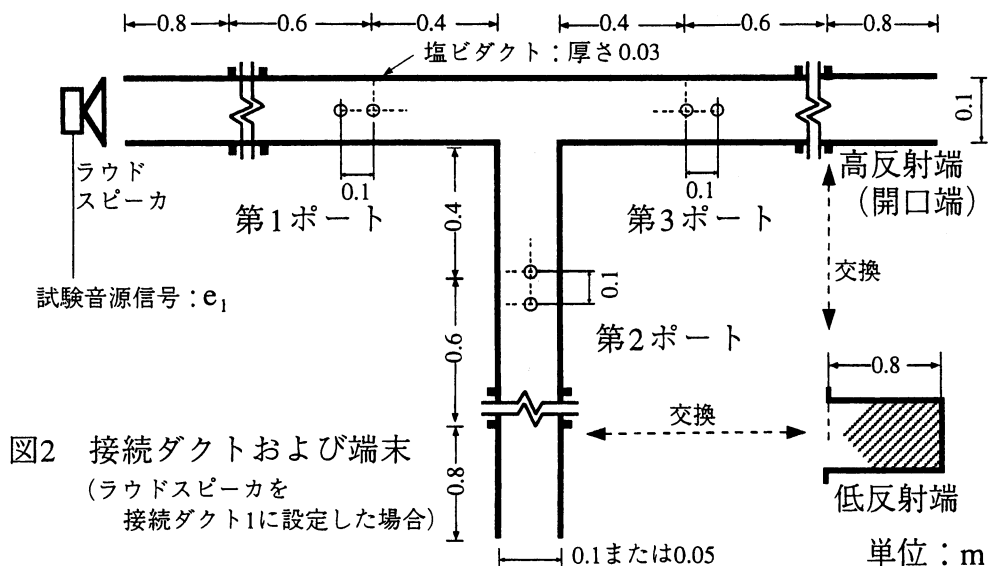 0.8 0.6 0.4 0.4 0.6 0.8
塩ビダクト：厚さ0.03
0.1
ラウド
スピーカ
0.1
0.1
高反射端
（開口端）
第1ポート
第3ポート
0.4
試験音源信号：e₁
0.1
交換
第2ポート
0.6
0.8
交換
図2 接続ダクトおよび端末
（ラウドスピーカを
接続ダクト1に設定した場合）
0.8
低反射端
0.1または0.05
単位：m